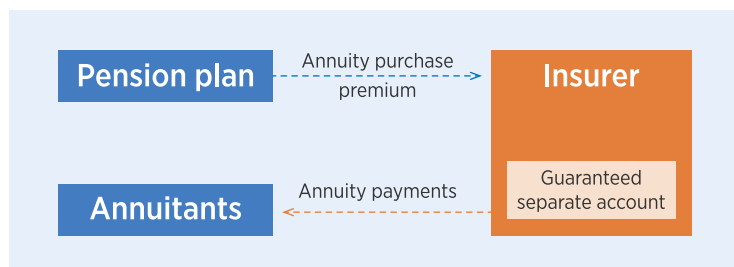 Pension plan
Annuity purchase
premium
Insurer
Guaranteed
separate account
Annuitants
Annuity payments